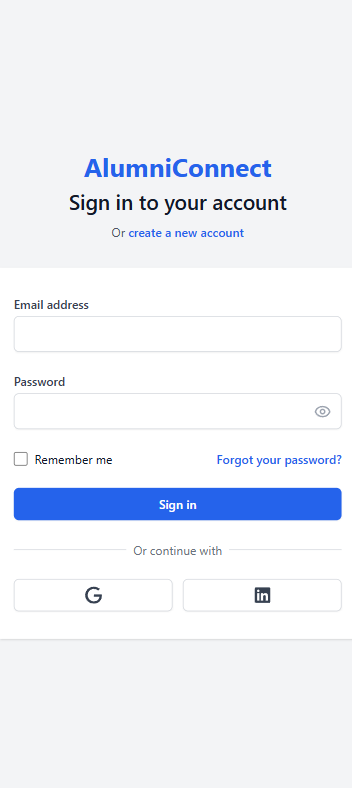 AlumniConnect
Sign in to your account
Or create a new account
Email address
Password
Remember me Forgot your password?
Sign in
Or continue with